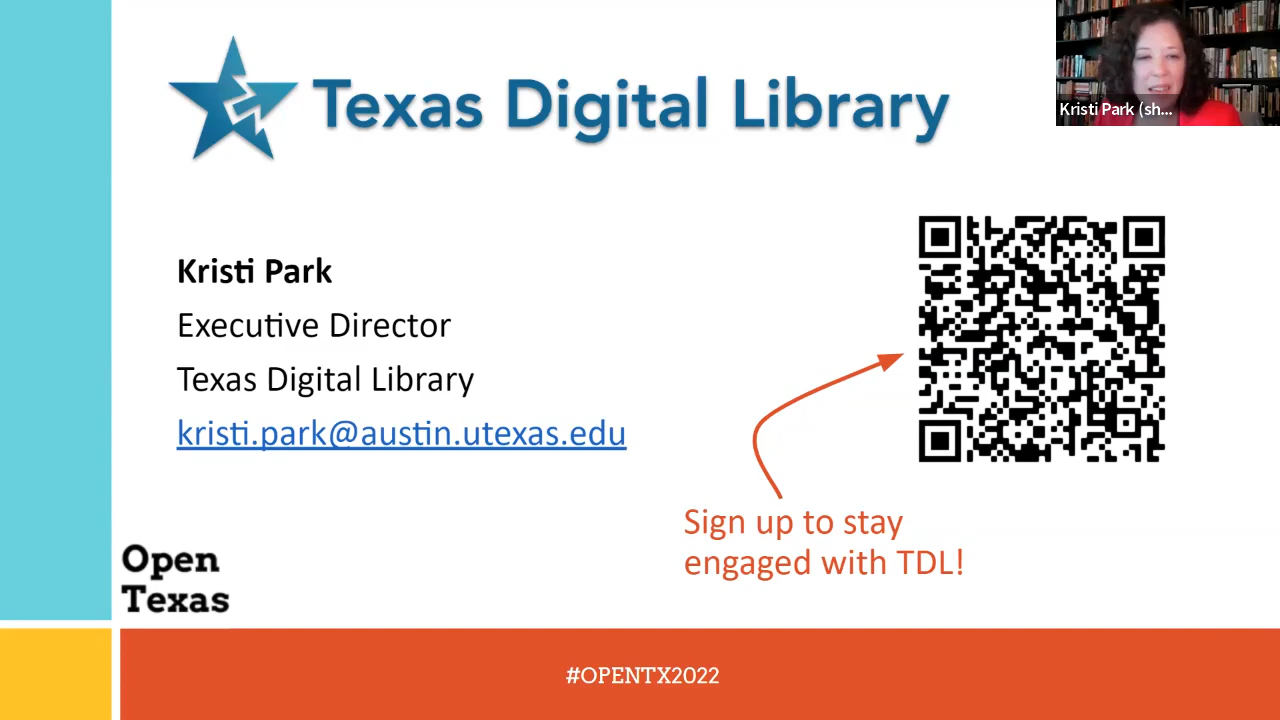 Texas Digital Library
Kristi Park (sh...
Kristi Park
Executive Director
Texas Digital Library
kristi.park@austin.utexas.edu
Sign up to stay
engaged with TDL!
Open
Texas
#OPENTX2022